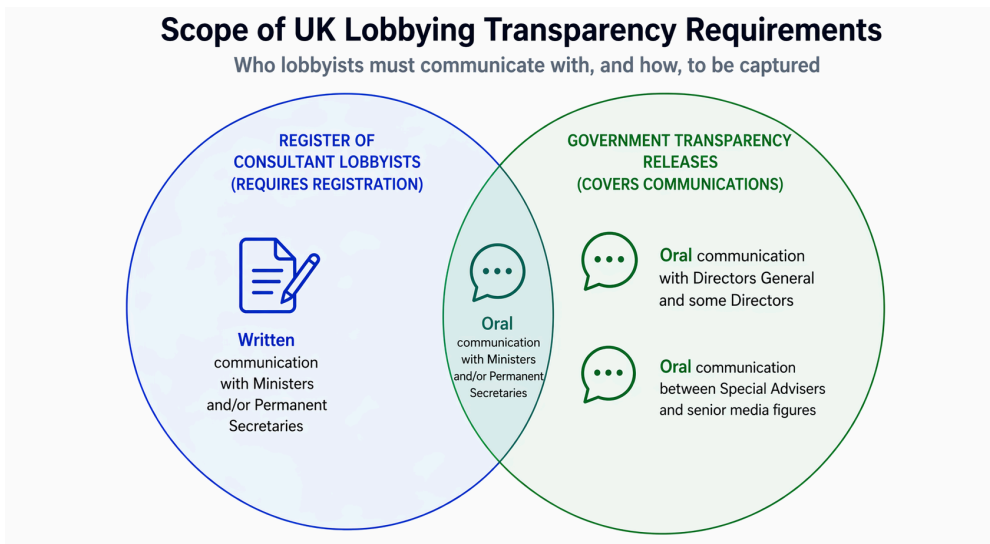 Scope of UK Lobbying Transparency Requirements
Who lobbyists must communicate with, and how, to be captured
REGISTER OF
CONSULTANT LOBBYISTS
(REQUIRES REGISTRATION)
Written
communication
with Ministers
and/or Permanent
Secretaries
Oral
communication
with Ministers
and/or Permanent
Secretaries
GOVERNMENT TRANSPARENCY
RELEASES
(COVERS COMMUNICATIONS)
Oral communication
with Directors General
and some Directors
Oral communication
between Special Advisers
and senior media figures